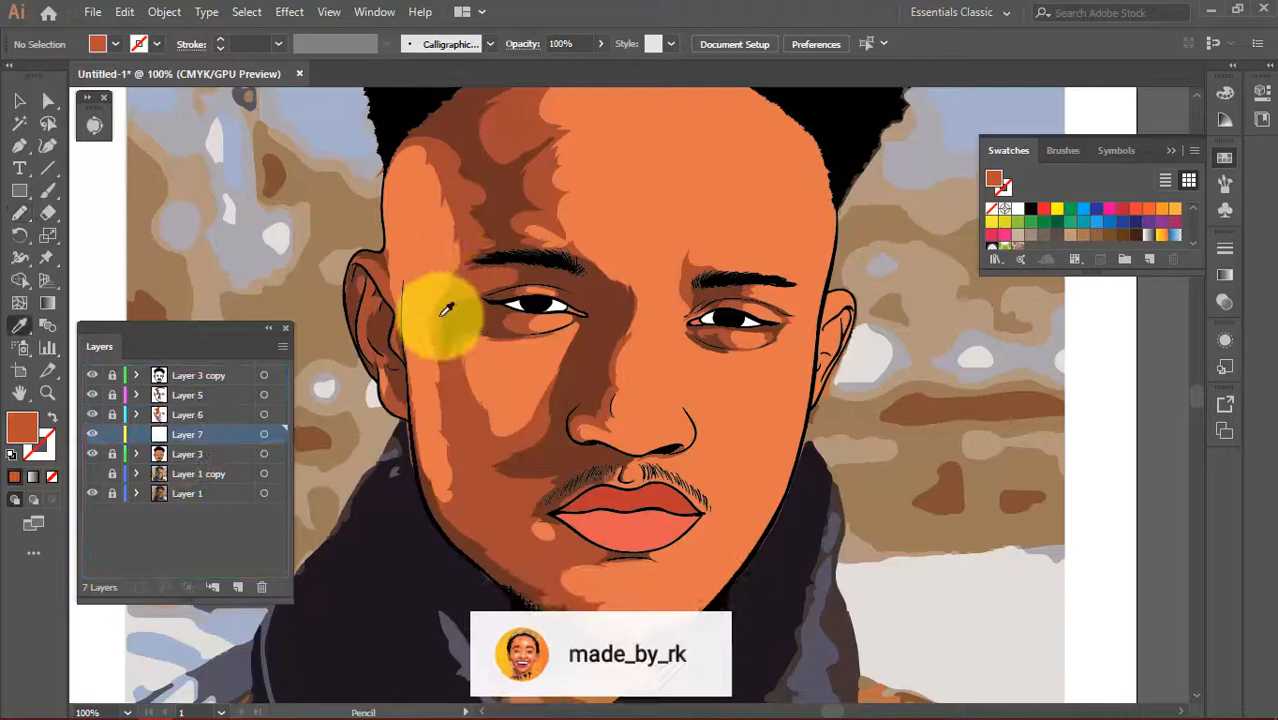 Ai File Edit Object Type Select Effect View Window Help Essentials Classic Search Adobe Stock
No Selection Stroke: Calligraphic... Opacity: 100% Style: Document Setup Preferences
Untitled-1* @ 100% (CMYK/GPU Preview)
Swatches Brushes Symbols
Layers
Layer 3 copy
Layer 5
Layer 6
Layer 7
Layer 3
Layer 1 copy
Layer 1
7 Layers
made_by_rk
100% 1 Pencil